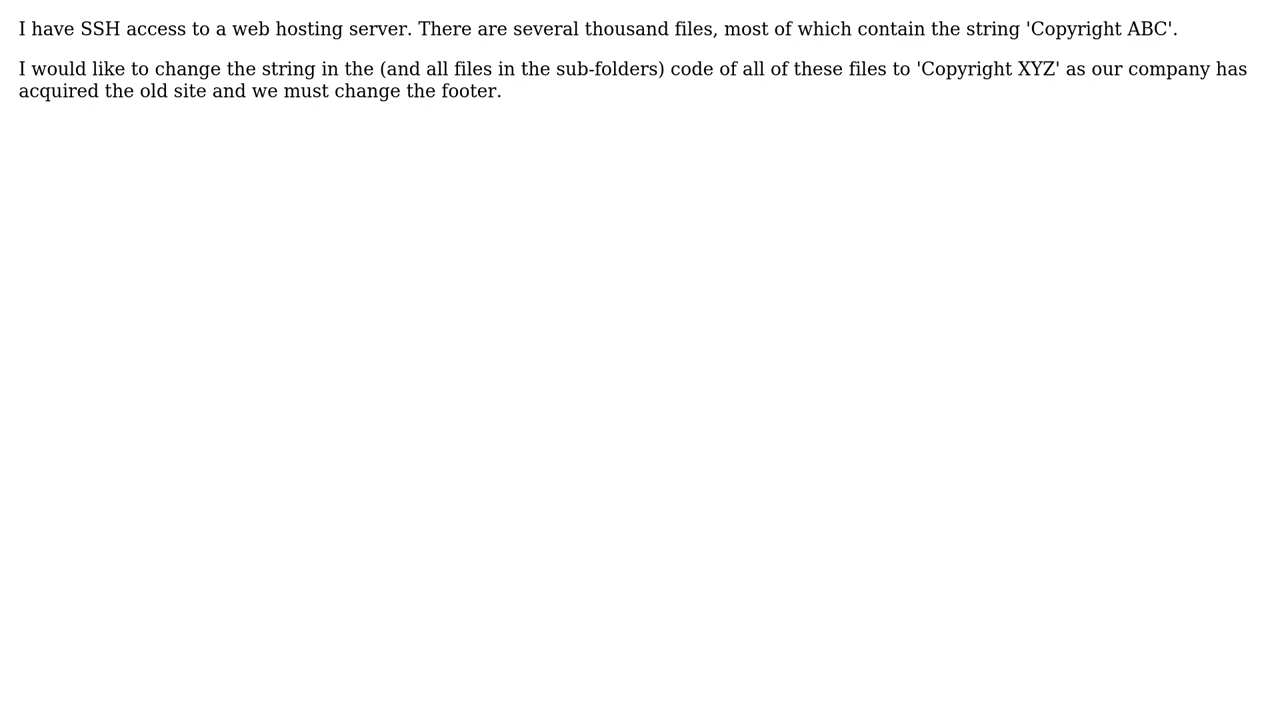 I have SSH access to a web hosting server. There are several thousand files, most of which contain the string 'Copyright ABC'.
I would like to change the string in the (and all files in the sub-folders) code of all of these files to 'Copyright XYZ' as our company has
acquired the old site and we must change the footer.